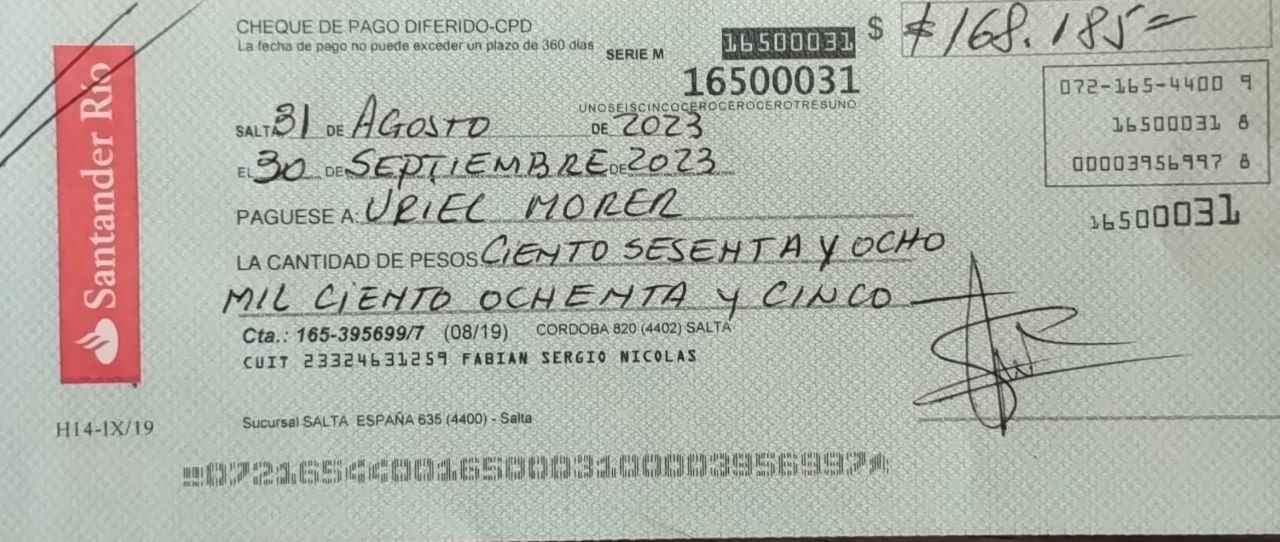 CHEQUE DE PAGO DIFERIDO-CPD
La fecha de pago no puede exceder un plazo de 360 días
SERIE M
16500031
16500031
UNOSEISCINCOCEROCEROCEROTRESUNO
$ $168.185=
072-165-4400 9
16500031 8
00003956997 8
16500031
SALTA 31 DE AGOSTO DE 2023
EL 30 DE SEPTIEMBRE DE 2023
PAGUESE A: URIEL MORER
LA CANTIDAD DE PESOS CIENTO SESENTA Y OCHO
MIL CIENTO OCHENTA Y CINCO
Cta.: 165-395699/7 (08/19) CORDOBA 820 (4402) SALTA
CUIT 23324631259 FABIAN SERGIO NICOLAS
Sucursal SALTA ESPAÑA 635 (4400) - Salta
Santander Río
H14-IX/19
07216544001650003100003956997